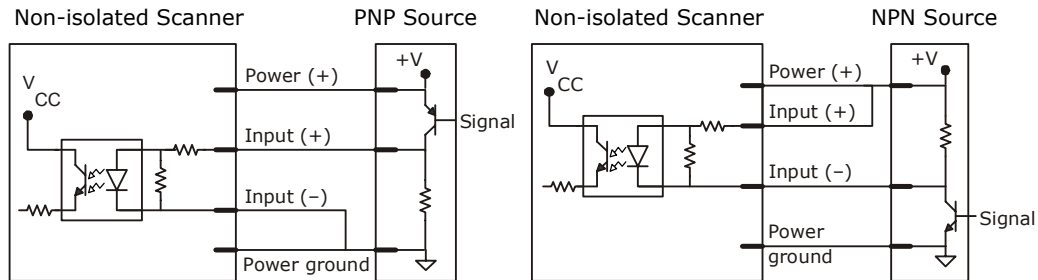 Non-isolated Scanner
PNP Source
V
CC
Power (+)
Input (+)
Input (–)
Power ground
+V
Signal
Non-isolated Scanner
NPN Source
V
CC
Power (+)
Input (+)
Input (–)
Power
ground
+V
Signal